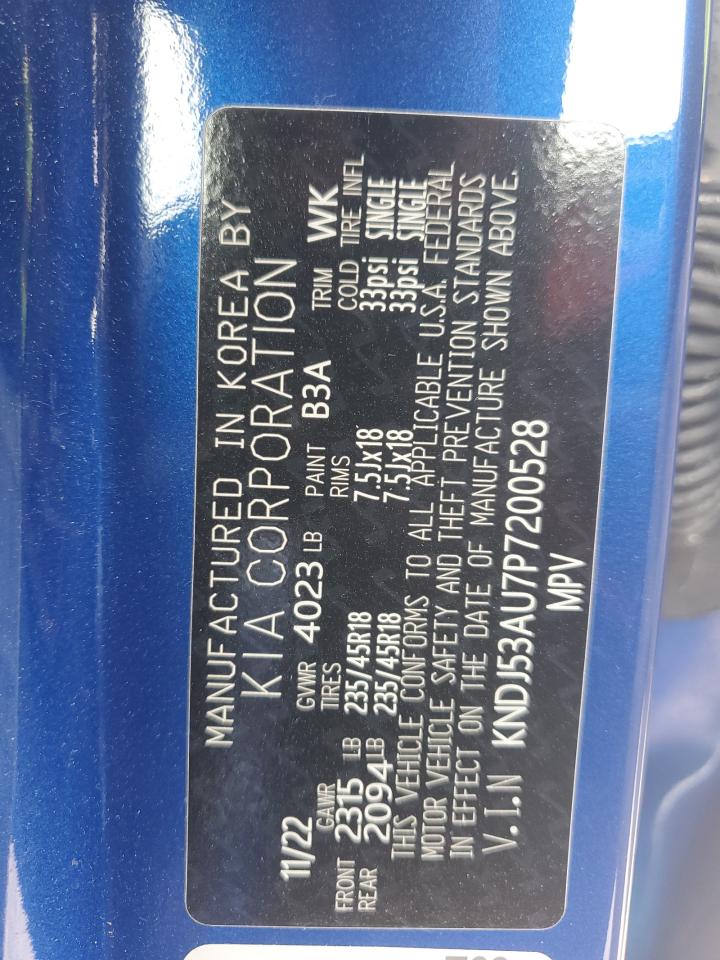 MANUFACTURED IN KOREA BY
KIA CORPORATION
11/22 GVWR 4023 LB PAINT B3A TRIM WK
GAWR TIRES RIMS COLD TIRE INFL
FRONT 2315 LB 235/45R18 7.5Jx18 33psi SINGLE
REAR 2094 LB 235/45R18 7.5Jx18 33psi SINGLE
THIS VEHICLE CONFORMS TO ALL APPLICABLE U.S.A. FEDERAL
MOTOR VEHICLE SAFETY AND THEFT PREVENTION STANDARDS
IN EFFECT ON THE DATE OF MANUFACTURE SHOWN ABOVE.
V.I.N KNDJ53AU7P7200528
MPV